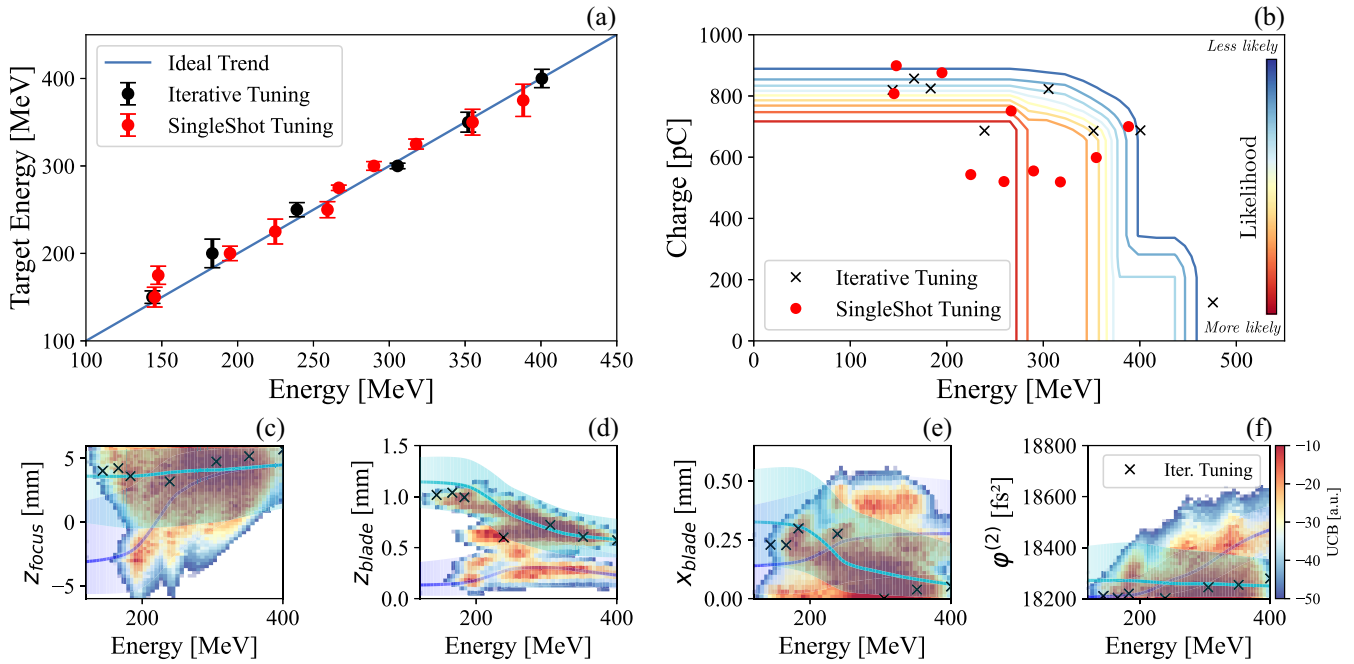 (a)
Target Energy [MeV]
400
300
200
100
Ideal Trend
Iterative Tuning
SingleShot Tuning
100 150 200 250 300 350 400 450
Energy [MeV]
(b)
Charge [pC]
1000
800
600
400
200
0
Less likely
Likelihood
More likely
Iterative Tuning
SingleShot Tuning
0 100 200 300 400 500
Energy [MeV]
(c)
z_focus [mm]
5
0
−5
200 400
Energy [MeV]
(d)
z_blade [mm]
1.5
1.0
0.5
0.0
200 400
Energy [MeV]
(e)
x_blade [mm]
0.50
0.25
0.00
200 400
Energy [MeV]
(f)
φ⁽²⁾ [fs²]
18800
18600
18400
18200
Iter. Tuning
200 400
Energy [MeV]
−10
−20
−30
−40
−50
UCB [a.u.]